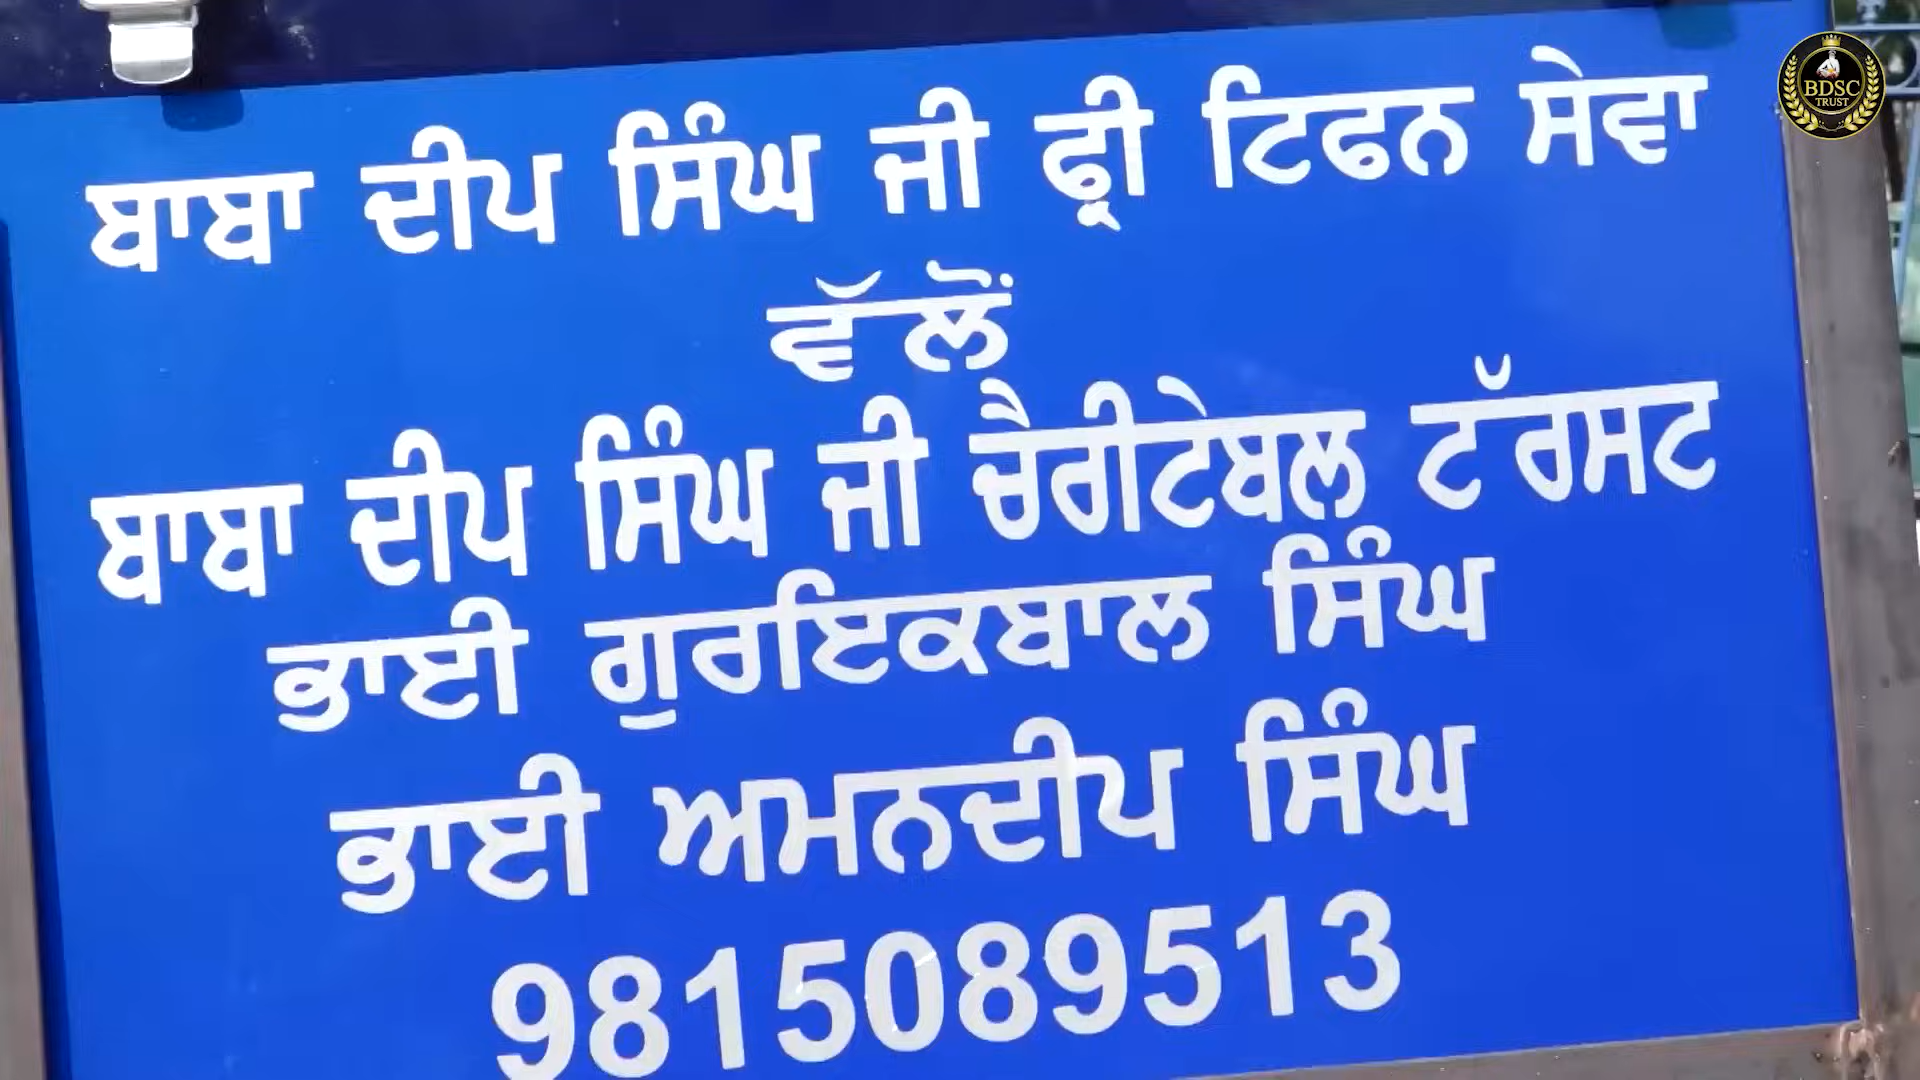 ਬਾਬਾ ਦੀਪ ਸਿੰਘ ਜੀ ਫ੍ਰੀ ਟਿਫਨ ਸੇਵਾ
ਵੱਲੋਂ
ਬਾਬਾ ਦੀਪ ਸਿੰਘ ਜੀ ਚੈਰੀਟੇਬਲ ਟੱਰਸਟ
ਭਾਈ ਗੁਰਇਕਬਾਲ ਸਿੰਘ
ਭਾਈ ਅਮਨਦੀਪ ਸਿੰਘ
9815089513
BDSC
TRUST